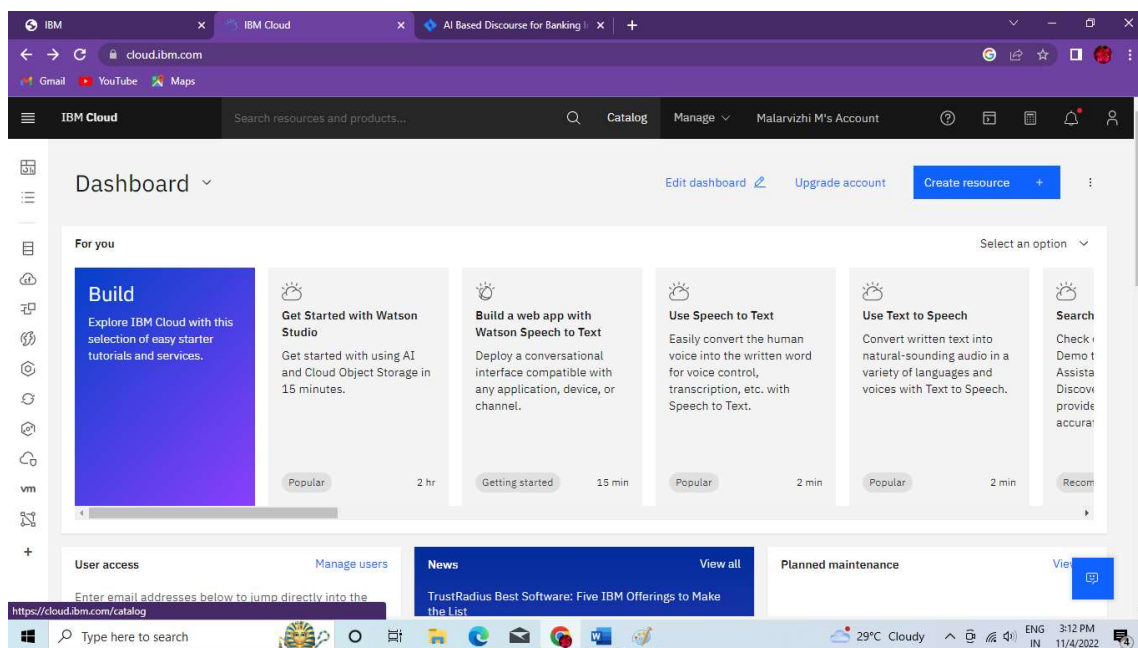 IBM
IBM Cloud
AI Based Discourse for Banking I
cloud.ibm.com
Gmail
YouTube
Maps
IBM Cloud
Search resources and products...
Catalog
Manage
Malarvizhi M's Account
Dashboard
Edit dashboard
Upgrade account
Create resource +
For you
Select an option
Build
Explore IBM Cloud with this
selection of easy starter
tutorials and services.
Get Started with Watson
Studio
Get started with using AI
and Cloud Object Storage in
15 minutes.
Popular
2 hr
Build a web app with
Watson Speech to Text
Deploy a conversational
interface compatible with
any application, device, or
channel.
Getting started
15 min
Use Speech to Text
Easily convert the human
voice into the written word
for voice control,
transcription, etc. with
Speech to Text.
Popular
2 min
Use Text to Speech
Convert written text into
natural-sounding audio in a
variety of languages and
voices with Text to Speech.
Popular
2 min
Search
Check
Demo t
Assista
Discov
provide
accura
Recom
vm
User access
Manage users
Enter email addresses below to jump directly into the
News
View all
TrustRadius Best Software: Five IBM Offerings to Make
the List
Planned maintenance
Vie
https://cloud.ibm.com/catalog
Type here to search
29°C Cloudy
ENG
IN
3:12 PM
11/4/2022
4